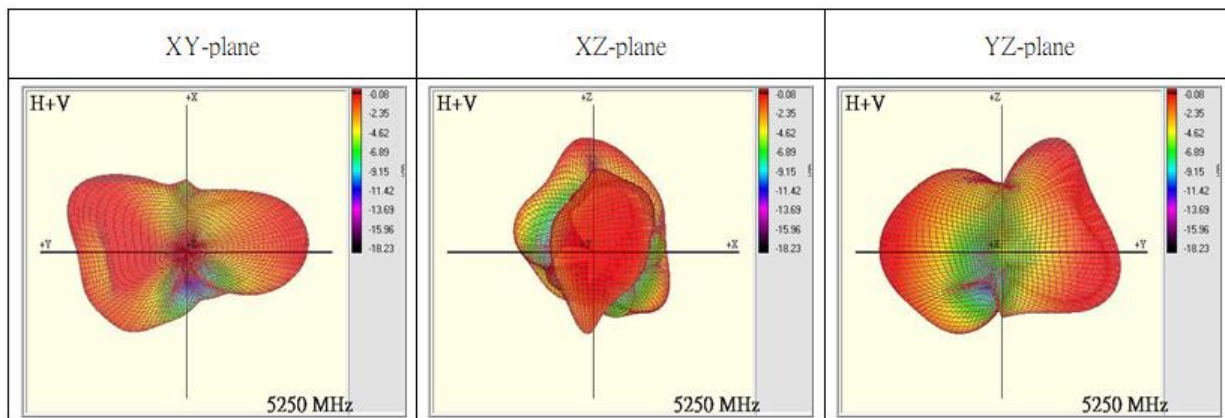 XY-plane
XZ-plane
YZ-plane
H+V
+X
+Y
-0.08
-2.35
-4.62
-6.89
-9.15
-11.42
-13.69
-15.96
-18.23
5250 MHz
H+V
+Z
+X
-0.08
-2.35
-4.62
-6.89
-9.15
-11.42
-13.69
-15.96
-18.23
5250 MHz
H+V
+Z
+Y
-0.08
-2.35
-4.62
-6.89
-9.15
-11.42
-13.69
-15.96
-18.23
5250 MHz